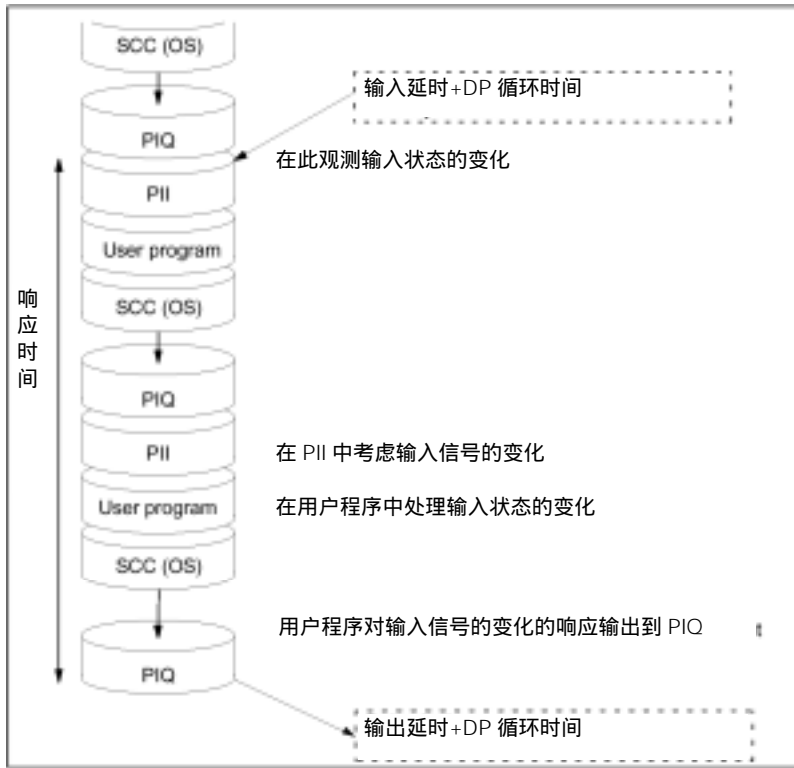 SCC (OS)
输入延时+DP 循环时间
PIQ
在此观测输入状态的变化
PII
User program
SCC (OS)
响应时间
PIQ
PII
在 PII 中考虑输入信号的变化
User program
在用户程序中处理输入状态的变化
SCC (OS)
用户程序对输入信号的变化的响应输出到 PIQ
PIQ
输出延时+DP 循环时间